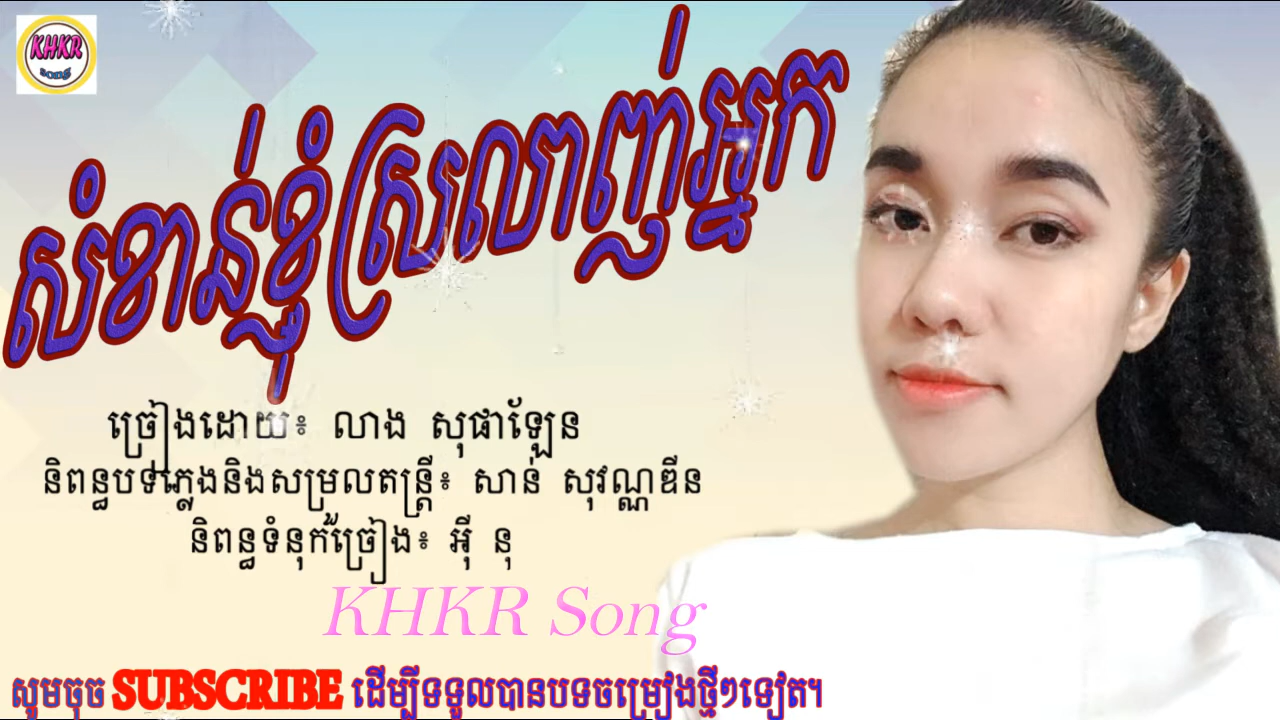 KHKR
song
សំខាន់ខ្ញុំស្រលាញ់អ្នក
ច្រៀងដោយ៖ លាង សុផាឡែន
និពន្ធបទភ្លេងនិងសម្រួលតន្ត្រី៖ សាន់ សុវណ្ណឌីន
និពន្ធទំនុកច្រៀង៖ អ៊ី នុ
KHKR Song
សូមចុច SUBSCRIBE ដើម្បីទទួលបានបទចម្រៀងថ្មីៗទៀត។